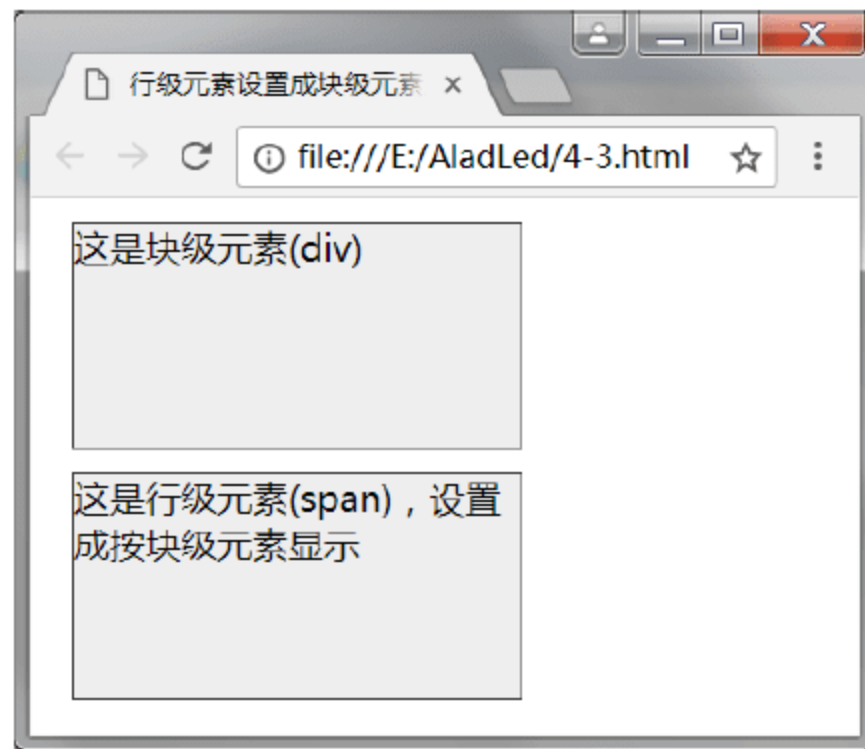 行级元素设置成块级元素
file:///E:/AladLed/4-3.html
这是块级元素(div)
这是行级元素(span)，设置
成按块级元素显示